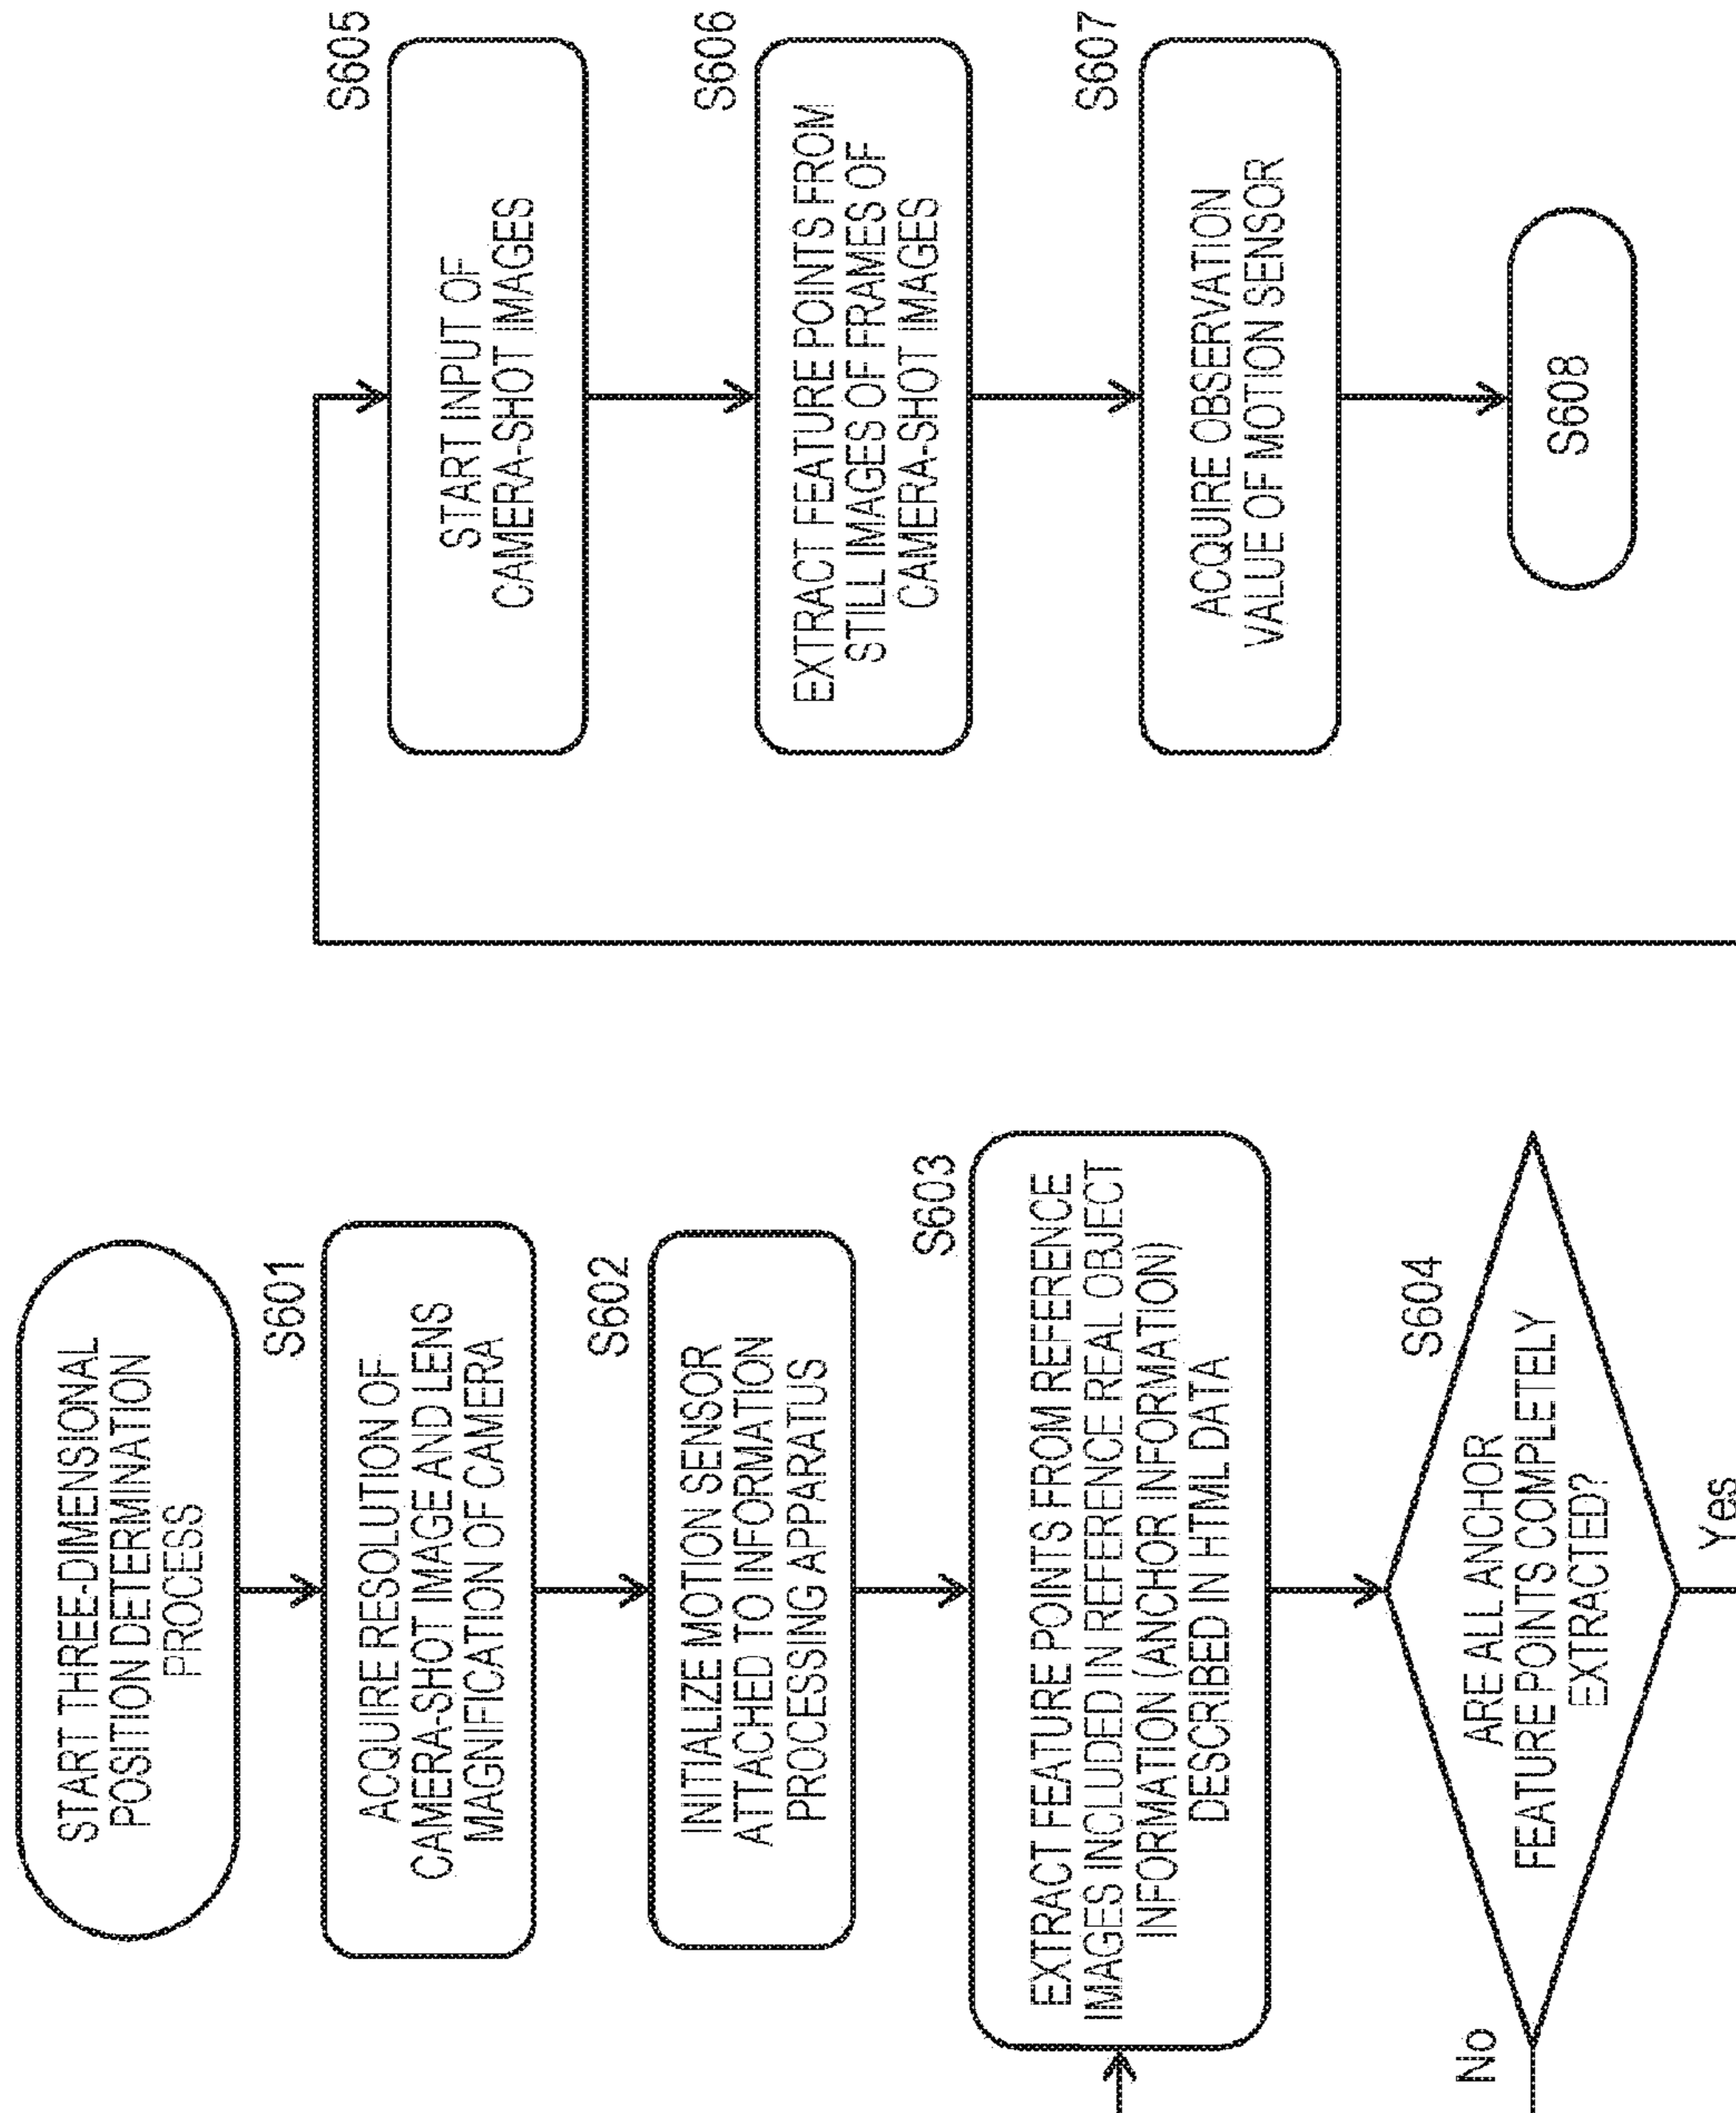 START THREE-DIMENSIONAL
POSITION DETERMINATION
PROCESS
S601
ACQUIRE RESOLUTION OF
CAMERA-SHOT IMAGE AND LENS
MAGNIFICATION OF CAMERA
S602
INITIALIZE MOTION SENSOR
ATTACHED TO INFORMATION
PROCESSING APPARATUS
S603
EXTRACT FEATURE POINTS FROM REFERENCE
IMAGES INCLUDED IN REFERENCE REAL OBJECT
INFORMATION (ANCHOR INFORMATION)
DESCRIBED IN HTML DATA
S604
ARE ALL ANCHOR
FEATURE POINTS COMPLETELY
EXTRACTED?
No
Yes
S605
START INPUT OF
CAMERA-SHOT IMAGES
S606
EXTRACT FEATURE POINTS FROM
STILL IMAGES OF FRAMES OF
CAMERA-SHOT IMAGES
S607
ACQUIRE OBSERVATION
VALUE OF MOTION SENSOR
S608